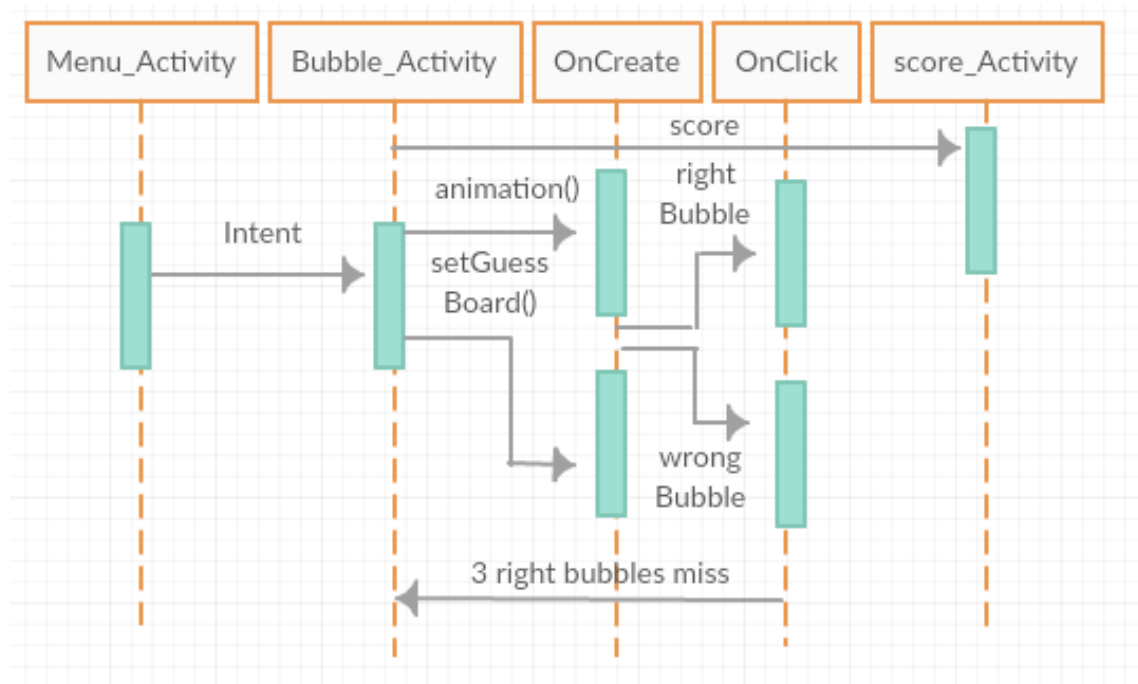 Menu_Activity
Bubble_Activity
OnCreate
OnClick
score_Activity
score
right
Bubble
animation()
Intent
setGuess
Board()
wrong
Bubble
3 right bubbles miss